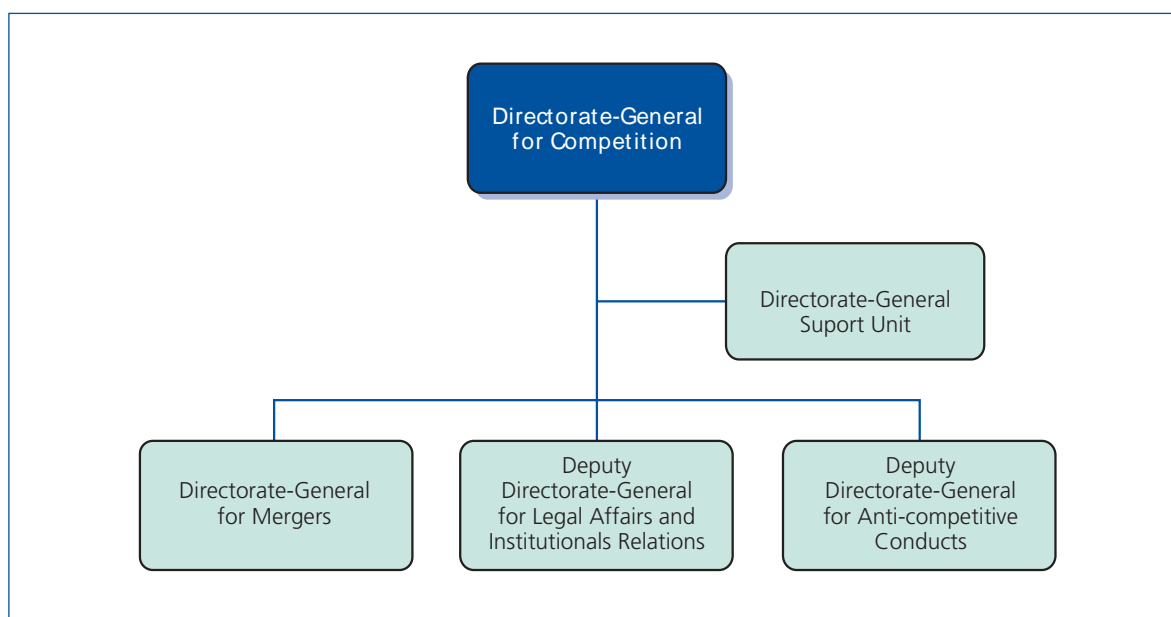 Directorate-General
for Competition
Directorate-General
Suport Unit
Directorate-General
for Mergers
Deputy
Directorate-General
for Legal Affairs and
Institutionals Relations
Deputy
Directorate-General
for Anti-competitive
Conducts